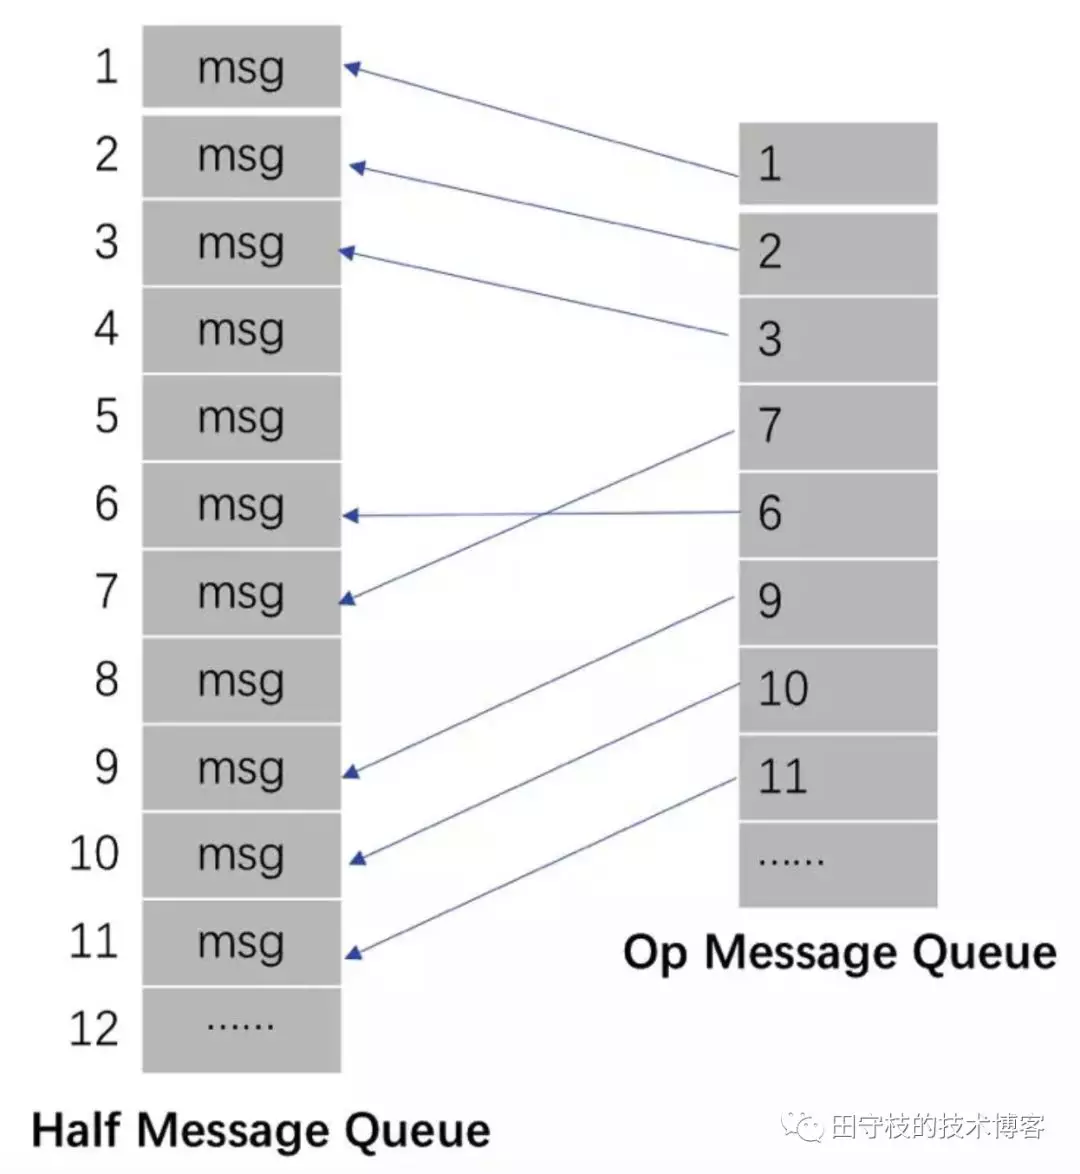 1 msg
2 msg
3 msg
4 msg
5 msg
6 msg
7 msg
8 msg
9 msg
10 msg
11 msg
12 ……
Half Message Queue
1
2
3
7
6
9
10
11
……
Op Message Queue
田守枝的技术博客